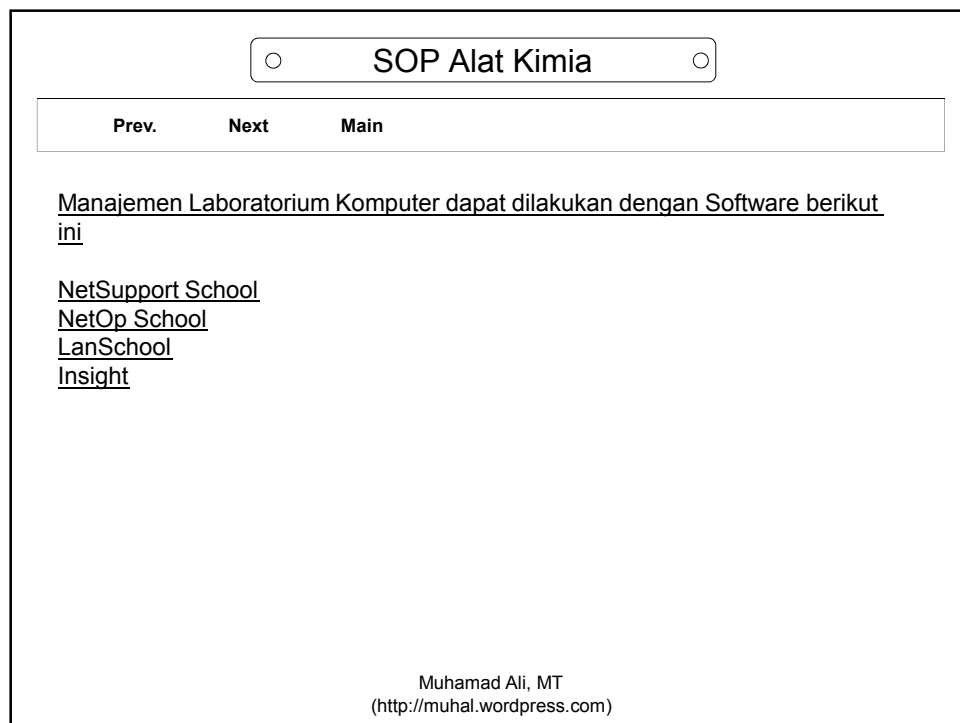 SOP Alat Kimia
Prev. Next Main
Manajemen Laboratorium Komputer dapat dilakukan dengan Software berikut
ini
NetSupport School
NetOp School
LanSchool
Insight
Muhamad Ali, MT
(http://muhal.wordpress.com)